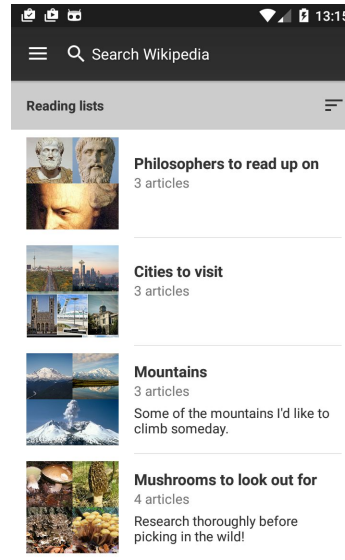 13:15
Search Wikipedia
Reading lists
Philosophers to read up on
3 articles
Cities to visit
3 articles
Mountains
3 articles
Some of the mountains I'd like to
climb someday.
Mushrooms to look out for
4 articles
Research thoroughly before
picking in the wild!